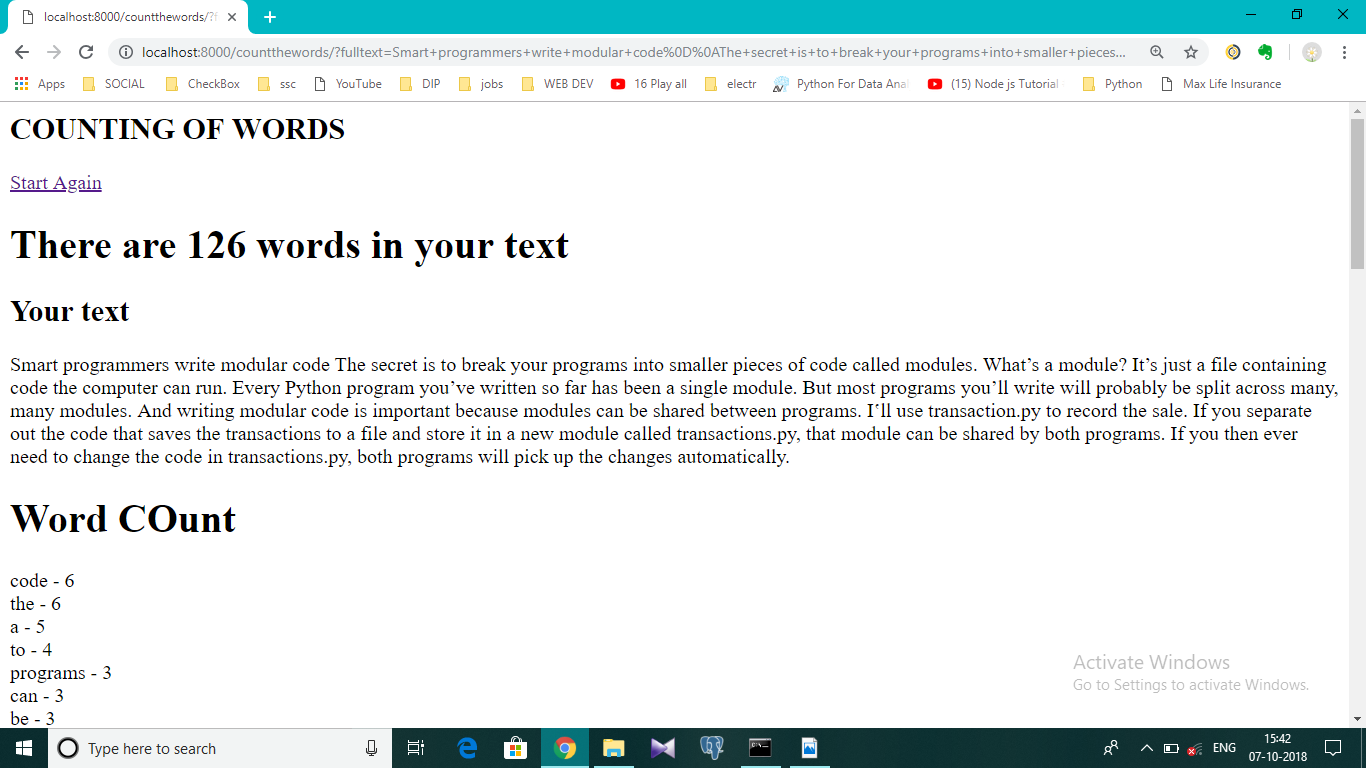 localhost:8000/countthewords/?f
localhost:8000/countthewords/?fulltext=Smart+programmers+write+modular+code%0D%0AThe+secret+is+to+break+your+programs+into+smaller+pieces...
Apps SOCIAL CheckBox ssc YouTube DIP jobs WEB DEV 16 Play all electr Python For Data Anal (15) Node js Tutorial Python Max Life Insurance
COUNTING OF WORDS
Start Again
There are 126 words in your text
Your text
Smart programmers write modular code The secret is to break your programs into smaller pieces of code called modules. What’s a module? It’s just a file containing
code the computer can run. Every Python program you’ve written so far has been a single module. But most programs you’ll write will probably be split across many,
many modules. And writing modular code is important because modules can be shared between programs. I‛ll use transaction.py to record the sale. If you separate
out the code that saves the transactions to a file and store it in a new module called transactions.py, that module can be shared by both programs. If you then ever
need to change the code in transactions.py, both programs will pick up the changes automatically.
Word COunt
code - 6
the - 6
a - 5
to - 4
programs - 3
can - 3
be - 3
Activate Windows
Go to Settings to activate Windows.
Type here to search
ENG
15:42
07-10-2018